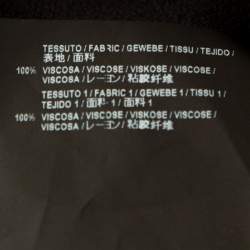 TESSUTO / FABRIC / GEWEBE / TISSU / TEJIDO /
表地 / 面料
100% VISCOSA / VISCOSE / VISKOSE / VISCOSE /
VISCOSA / レーヨン / 粘胶纤维
TESSUTO 1 / FABRIC 1 / GEWEBE 1 / TISSU 1 /
TEJIDO 1 / 面料 1 / 面料 1
100% VISCOSA / VISCOSE / VISKOSE / VISCOSE /
VISCOSA / レーヨン / 粘胶纤维